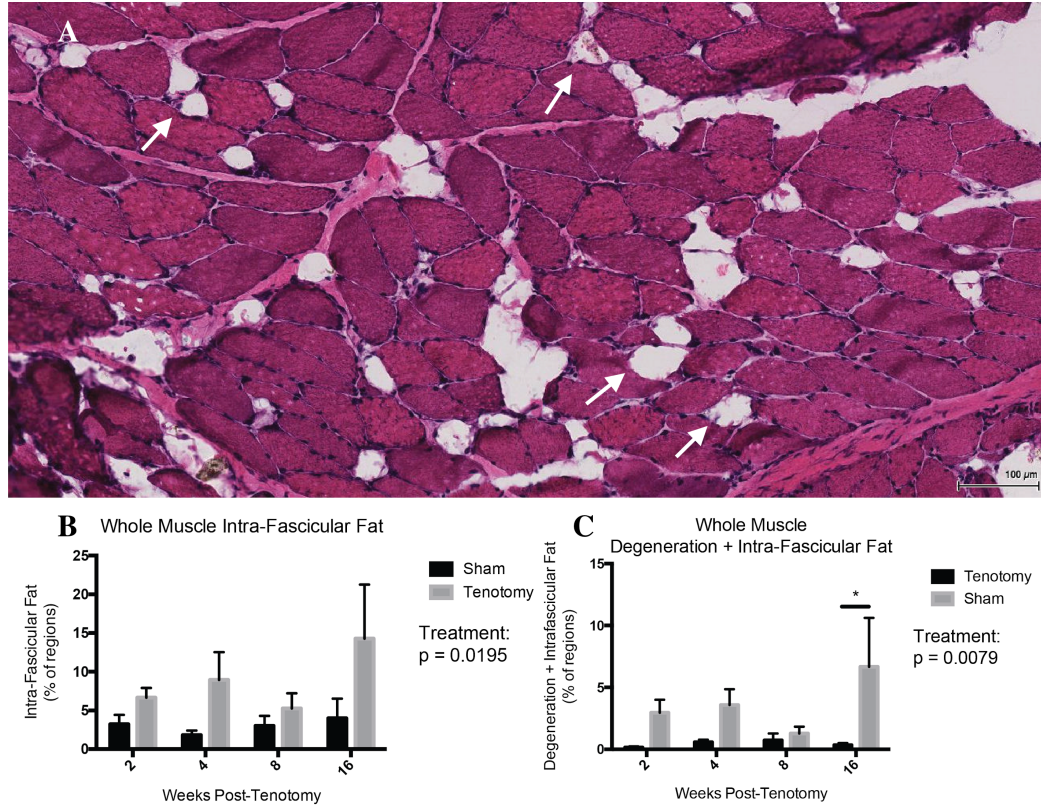 A
100 µm
B
Whole Muscle Intra-Fascicular Fat
25
20
15
10
5
0
Intra-Fascicular Fat
(% of regions)
2
4
8
16
Weeks Post-Tenotomy
Sham
Tenotomy
Treatment:
p = 0.0195
C
Whole Muscle
Degeneration + Intra-Fascicular Fat
15
10
5
0
Degeneration + Intrafascicular Fat
(% of regions)
*
2
4
8
16
Weeks Post-Tenotomy
Tenotomy
Sham
Treatment:
p = 0.0079